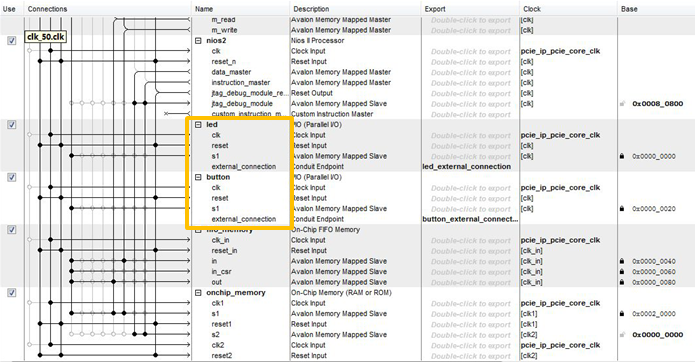 Use Connections Name Description Export Clock Base
m_read Avalon Memory Mapped Master Double-click to export [clk]
m_write Avalon Memory Mapped Master Double-click to export [clk]
clk_50.clk
nios2 Nios II Processor
clk Clock Input Double-click to export pcie_ip_pcie_core_clk
reset_n Reset Input Double-click to export [clk]
data_master Avalon Memory Mapped Master Double-click to export [clk]
instruction_master Avalon Memory Mapped Master Double-click to export [clk]
jtag_debug_module_re... Reset Output Double-click to export [clk]
jtag_debug_module Avalon Memory Mapped Slave Double-click to export [clk] 0x0008_0800
custom_instruction_m... Custom Instruction Master Double-click to export
led PIO (Parallel I/O)
clk Clock Input Double-click to export pcie_ip_pcie_core_clk
reset Reset Input Double-click to export [clk]
s1 Avalon Memory Mapped Slave Double-click to export [clk] 0x0000_0000
external_connection Conduit Endpoint led_external_connection
button PIO (Parallel I/O)
clk Clock Input Double-click to export pcie_ip_pcie_core_clk
reset Reset Input Double-click to export [clk]
s1 Avalon Memory Mapped Slave Double-click to export [clk] 0x0000_0020
external_connection Conduit Endpoint button_external_connect...
On-Chip FIFO Memory
clk_in Clock Input Double-click to export pcie_ip_pcie_core_clk
reset_in Reset Input Double-click to export [clk_in]
in Avalon Memory Mapped Slave Double-click to export [clk_in] 0x0000_0040
in_csr Avalon Memory Mapped Slave Double-click to export [clk_in] 0x0000_0060
out Avalon Memory Mapped Slave Double-click to export [clk_in] 0x0000_0080
onchip_memory On-Chip Memory (RAM or ROM)
clk1 Clock Input Double-click to export pcie_ip_pcie_core_clk
s1 Avalon Memory Mapped Slave Double-click to export [clk1] 0x0002_0000
reset1 Reset Input Double-click to export [clk1]
s2 Avalon Memory Mapped Slave Double-click to export [clk2] 0x0000_0000
clk2 Clock Input Double-click to export pcie_ip_pcie_core_clk
reset2 Reset Input Double-click to export [clk2]